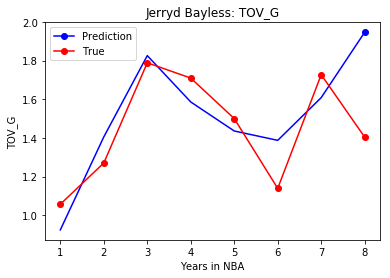 Jerryd Bayless: TOV_G
Prediction
True
TOV_G
2.0
1.8
1.6
1.4
1.2
1.0
1 2 3 4 5 6 7 8
Years in NBA